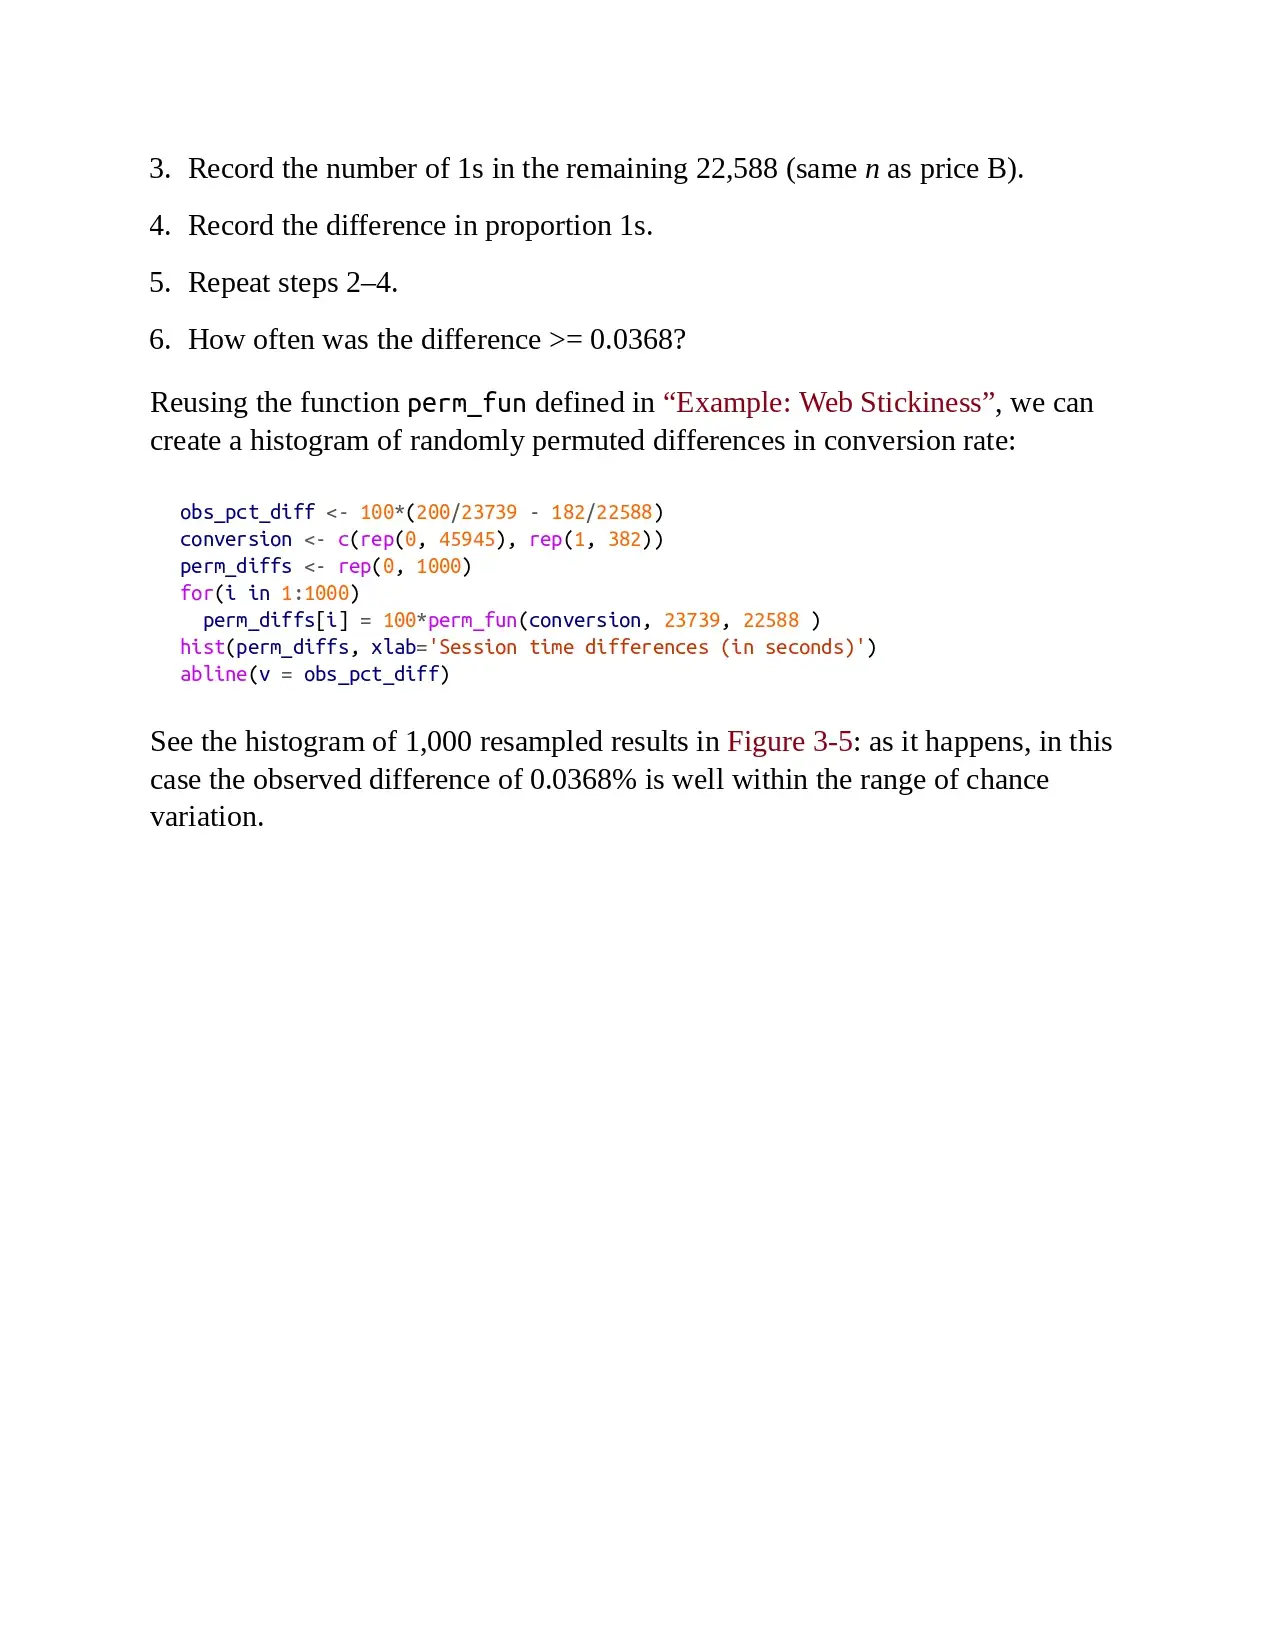 3. Record the number of 1s in the remaining 22,588 (same n as price B).
4. Record the difference in proportion 1s.
5. Repeat steps 2–4.
6. How often was the difference >= 0.0368?
Reusing the function perm_fun defined in “Example: Web Stickiness”, we can
create a histogram of randomly permuted differences in conversion rate:
obs_pct_diff <- 100*(200/23739 - 182/22588)
conversion <- c(rep(0, 45945), rep(1, 382))
perm_diffs <- rep(0, 1000)
for(i in 1:1000)
  perm_diffs[i] = 100*perm_fun(conversion, 23739, 22588 )
hist(perm_diffs, xlab='Session time differences (in seconds)')
abline(v = obs_pct_diff)
See the histogram of 1,000 resampled results in Figure 3-5: as it happens, in this
case the observed difference of 0.0368% is well within the range of chance
variation.